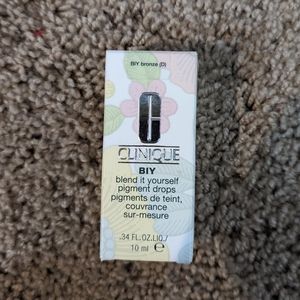 BIY bronze (D)
CLINIQUE
BIY
blend it yourself
pigment drops
pigments de teint,
couvrance
sur-mesure
.34 FL.OZ.LIQ./
10 ml e